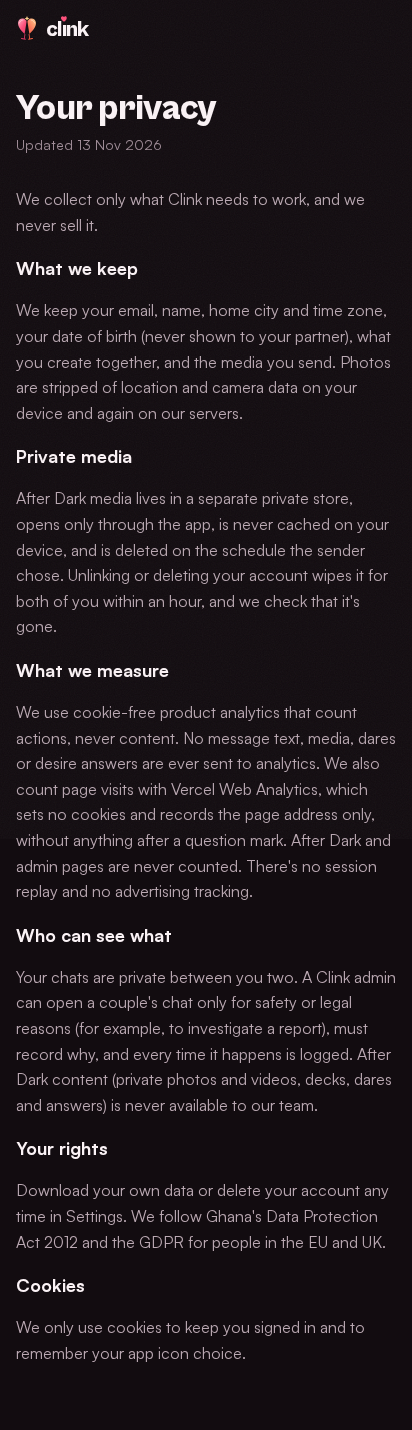 clink
Your privacy
Updated 13 Nov 2026
We collect only what Clink needs to work, and we
never sell it.
What we keep
We keep your email, name, home city and time zone,
your date of birth (never shown to your partner), what
you create together, and the media you send. Photos
are stripped of location and camera data on your
device and again on our servers.
Private media
After Dark media lives in a separate private store,
opens only through the app, is never cached on your
device, and is deleted on the schedule the sender
chose. Unlinking or deleting your account wipes it for
both of you within an hour, and we check that it's
gone.
What we measure
We use cookie-free product analytics that count
actions, never content. No message text, media, dares
or desire answers are ever sent to analytics. We also
count page visits with Vercel Web Analytics, which
sets no cookies and records the page address only,
without anything after a question mark. After Dark and
admin pages are never counted. There's no session
replay and no advertising tracking.
Who can see what
Your chats are private between you two. A Clink admin
can open a couple's chat only for safety or legal
reasons (for example, to investigate a report), must
record why, and every time it happens is logged. After
Dark content (private photos and videos, decks, dares
and answers) is never available to our team.
Your rights
Download your own data or delete your account any
time in Settings. We follow Ghana's Data Protection
Act 2012 and the GDPR for people in the EU and UK.
Cookies
We only use cookies to keep you signed in and to
remember your app icon choice.